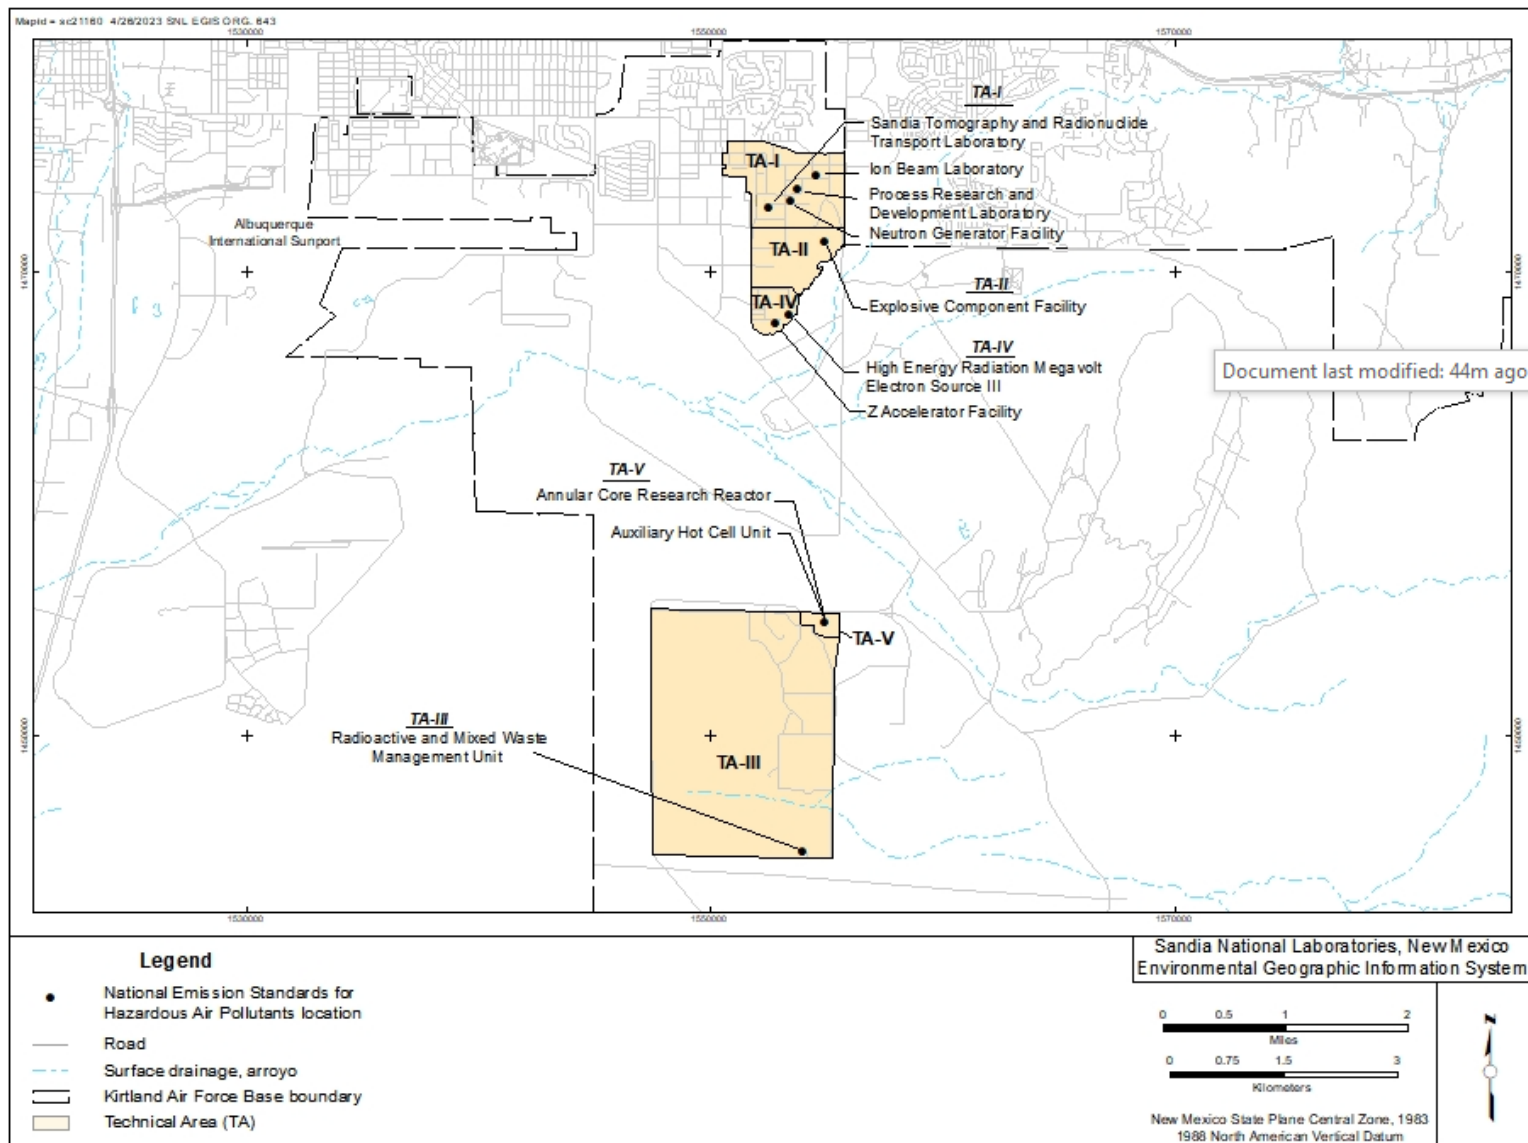 Mapid = sc21160 4/26/2023 SNL EGIS ORG. 643
1530000
1550000
1570000
TA-I
Sandia Tomography and Radionuclide
Transport Laboratory
TA-I
Ion Beam Laboratory
Process Research and
Development Laboratory
Neutron Generator Facility
Albuquerque
International Sunport
TA-II
1470000
1470000
TA-II
Explosive Component Facility
TA-IV
TA-IV
High Energy Radiation Megavolt
Electron Source III
Document last modified: 44m ago
Z Accelerator Facility
TA-V
Annular Core Research Reactor
Auxiliary Hot Cell Unit
TA-V
TA-III
Radioactive and Mixed Waste
Management Unit
1450000
1450000
TA-III
1530000
1550000
1570000
Legend
National Emission Standards for
Hazardous Air Pollutants location
Road
Surface drainage, arroyo
Kirtland Air Force Base boundary
Technical Area (TA)
Sandia National Laboratories, New Mexico
Environmental Geographic Information System
0 0.5 1 2
Miles
0 0.75 1.5 3
Kilometers
N
New Mexico State Plane Central Zone, 1983
1988 North American Vertical Datum